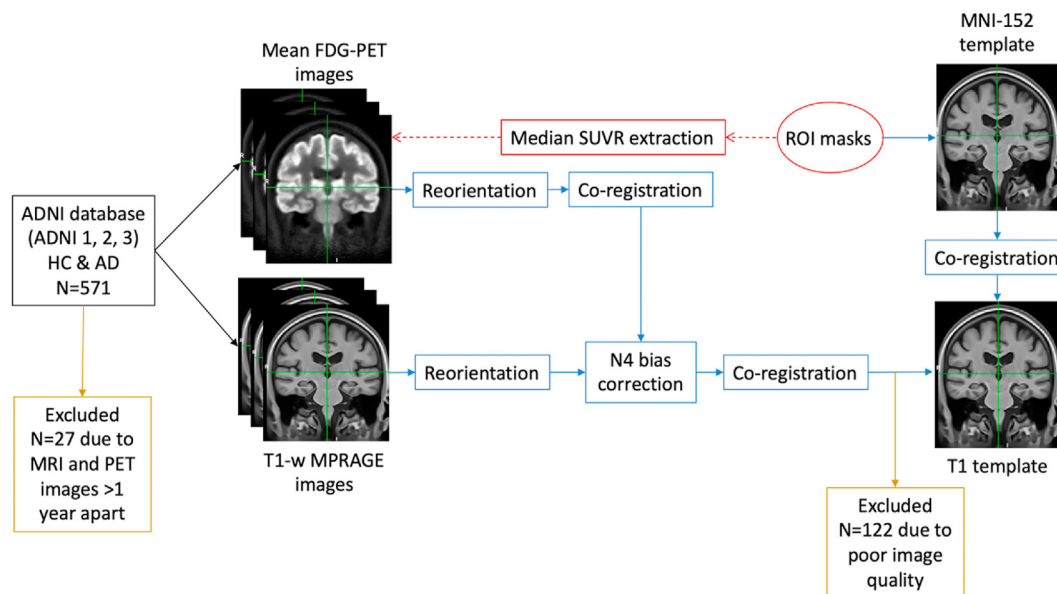 Mean FDG-PET
images
MNI-152
template
Median SUVR extraction
ROI masks
Reorientation
Co-registration
ADNI database
(ADNI 1, 2, 3)
HC & AD
N=571
Co-registration
Reorientation
N4 bias
correction
Co-registration
Excluded
N=27 due to
MRI and PET
images >1
year apart
T1-w MPRAGE
images
T1 template
Excluded
N=122 due to
poor image
quality